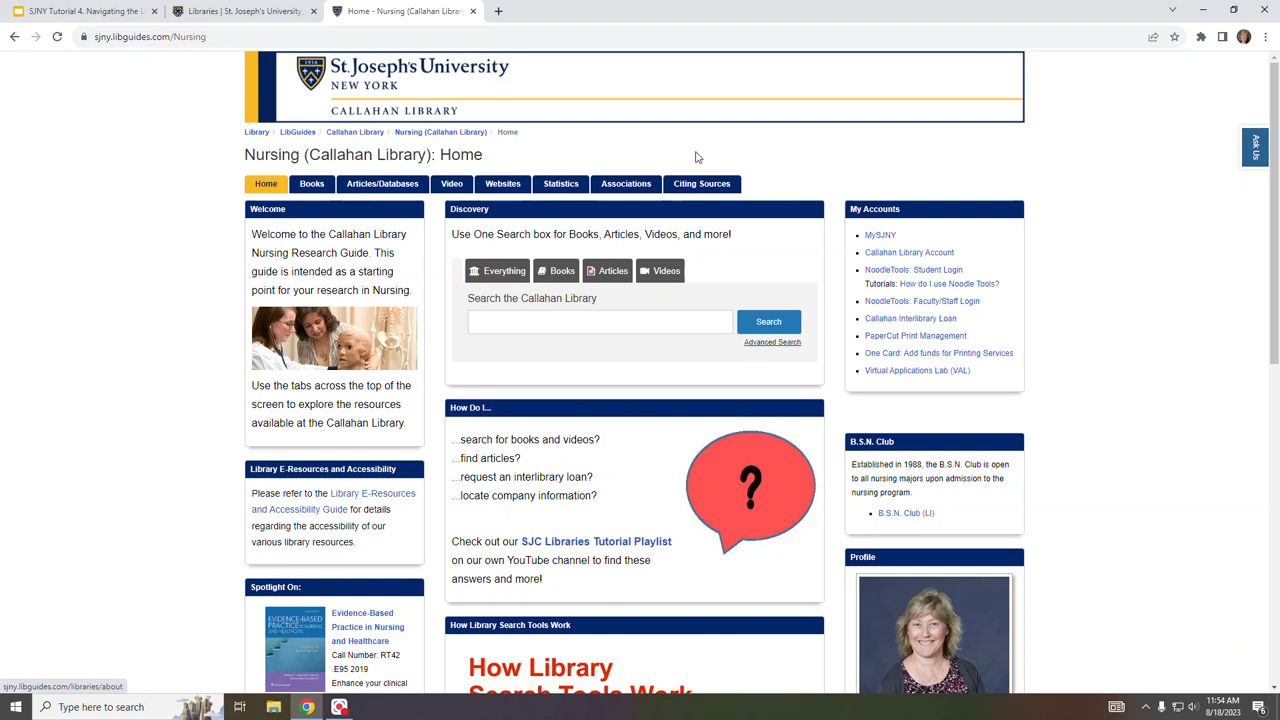 SJNY Tutorial 4. Navigating the L
Libraries | St. Joseph's Universit
Home - Nursing (Callahan Library
sjny.libguides.com/Nursing
1916
St. Joseph's University
NEW YORK
CALLAHAN LIBRARY
Library / LibGuides / Callahan Library / Nursing (Callahan Library) / Home
Nursing (Callahan Library): Home
Ask Us
Home
Books
Articles/Databases
Video
Websites
Statistics
Associations
Citing Sources
Welcome
Welcome to the Callahan Library
Nursing Research Guide. This
guide is intended as a starting
point for your research in Nursing.
Use the tabs across the top of the
screen to explore the resources
available at the Callahan Library.
Library E-Resources and Accessibility
Please refer to the Library E-Resources
and Accessibility Guide for details
regarding the accessibility of our
various library resources.
Spotlight On:
EVIDENCE-BASED
PRACTICE IN NURSING
Evidence-Based
Practice in Nursing
and Healthcare
Call Number: RT42
.E95 2019
Enhance your clinical
Discovery
Use One Search box for Books, Articles, Videos, and more!
Everything
Books
Articles
Videos
Search the Callahan Library
Search
Advanced Search
How Do I...
...search for books and videos?
...find articles?
...request an interlibrary loan?
...locate company information?
?
Check out our SJC Libraries Tutorial Playlist
on our own YouTube channel to find these
answers and more!
How Library Search Tools Work
How Library
Search Tools Work
My Accounts
MySJNY
Callahan Library Account
NoodleTools: Student Login
Tutorials: How do I use Noodle Tools?
NoodleTools: Faculty/Staff Login
Callahan Interlibrary Loan
PaperCut Print Management
One Card: Add funds for Printing Services
Virtual Applications Lab (VAL)
B.S.N. Club
Established in 1988, the B.S.N. Club is open
to all nursing majors upon admission to the
nursing program.
B.S.N. Club (LI)
Profile
sjny.libguides.com/libraries/about
Type here to search
11:54 AM
8/18/2023
6